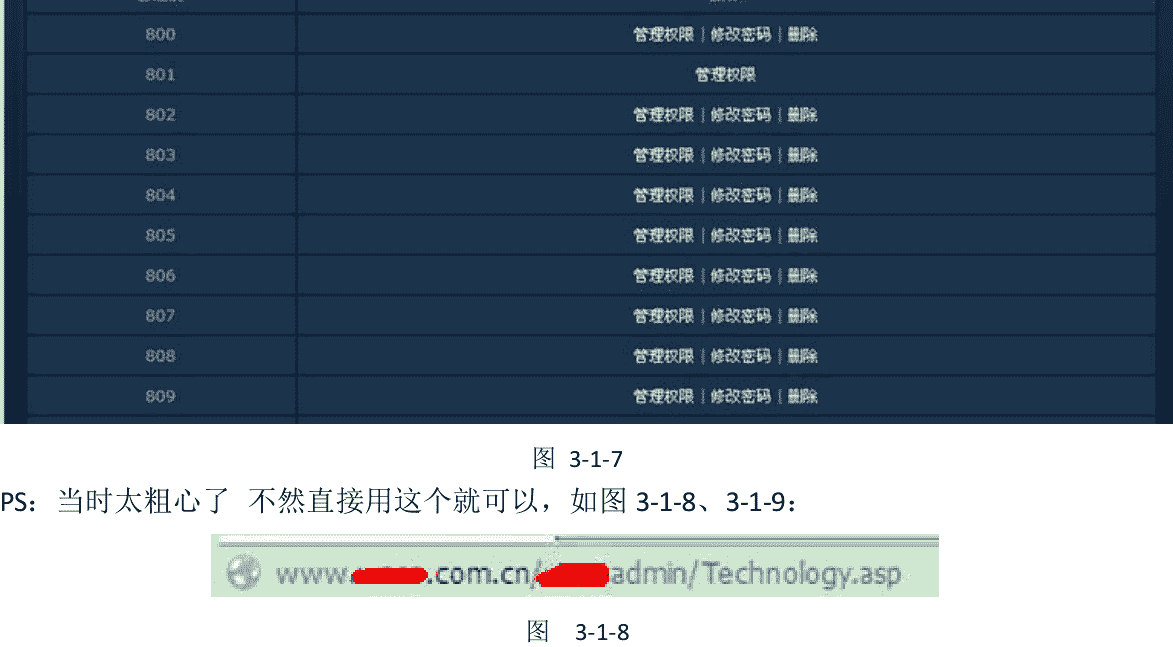 800 管理权限 | 修改密码 | 删除
801 管理权限
802 管理权限 | 修改密码 | 删除
803 管理权限 | 修改密码 | 删除
804 管理权限 | 修改密码 | 删除
805 管理权限 | 修改密码 | 删除
806 管理权限 | 修改密码 | 删除
807 管理权限 | 修改密码 | 删除
808 管理权限 | 修改密码 | 删除
809 管理权限 | 修改密码 | 删除
图 3-1-7
PS：当时太粗心了 不然直接用这个就可以，如图 3-1-8、3-1-9：
www. .com.cn/ admin/Technology.asp
图 3-1-8